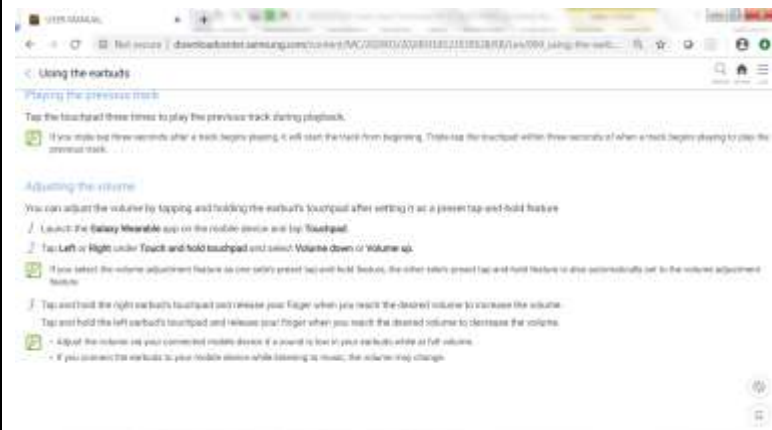 USER MANUAL
Not secure | downloadcenter.samsung.com/content/MC/
Using the earbuds
Playing the previous track
Tap the touchpad three times to play the previous track during playback.
If you triple-tap three seconds after a track begins playing, it will start the track from beginning. Triple-tap the touchpad within three seconds of when a track begins playing to play the
previous track.
Adjusting the volume
You can adjust the volume by tapping and holding the earbud's touchpad after setting it as a preset tap-and-hold feature
1 Launch the Galaxy Wearable app on the mobile device and tap Touchpad.
2 Tap Left or Right under Touch and hold touchpad and select Volume down or Volume up.
If you select the volume adjustment feature as one side's preset tap-and-hold feature, the other side's preset tap-and-hold feature is also automatically set to the volume adjustment
feature.
3 Tap and hold the right earbud's touchpad and release your finger when you reach the desired volume to increase the volume.
Tap and hold the left earbud's touchpad and release your finger when you reach the desired volume to decrease the volume.
• Adjust the volume via your connected mobile device if a sound is low in your earbuds while at full volume.
• If you connect the earbuds to your mobile device while listening to music, the volume may change.